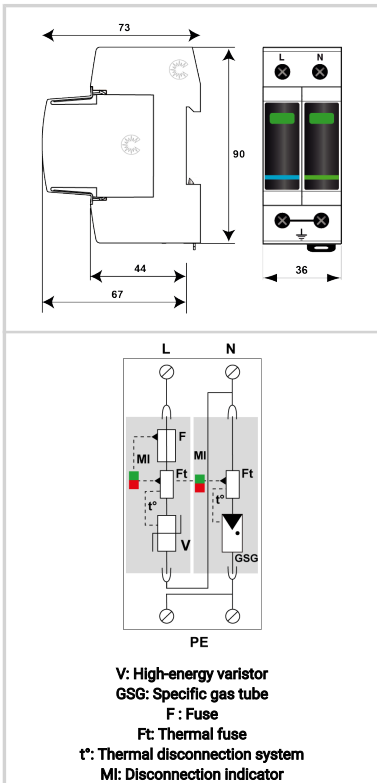 73
L N
90
44
67
36
L N
F
MI
MI
Ft
Ft
t°
t°
V
GSG
PE
V: High-energy varistor
GSG: Specific gas tube
F : Fuse
Ft: Thermal fuse
t°: Thermal disconnection system
MI: Disconnection indicator